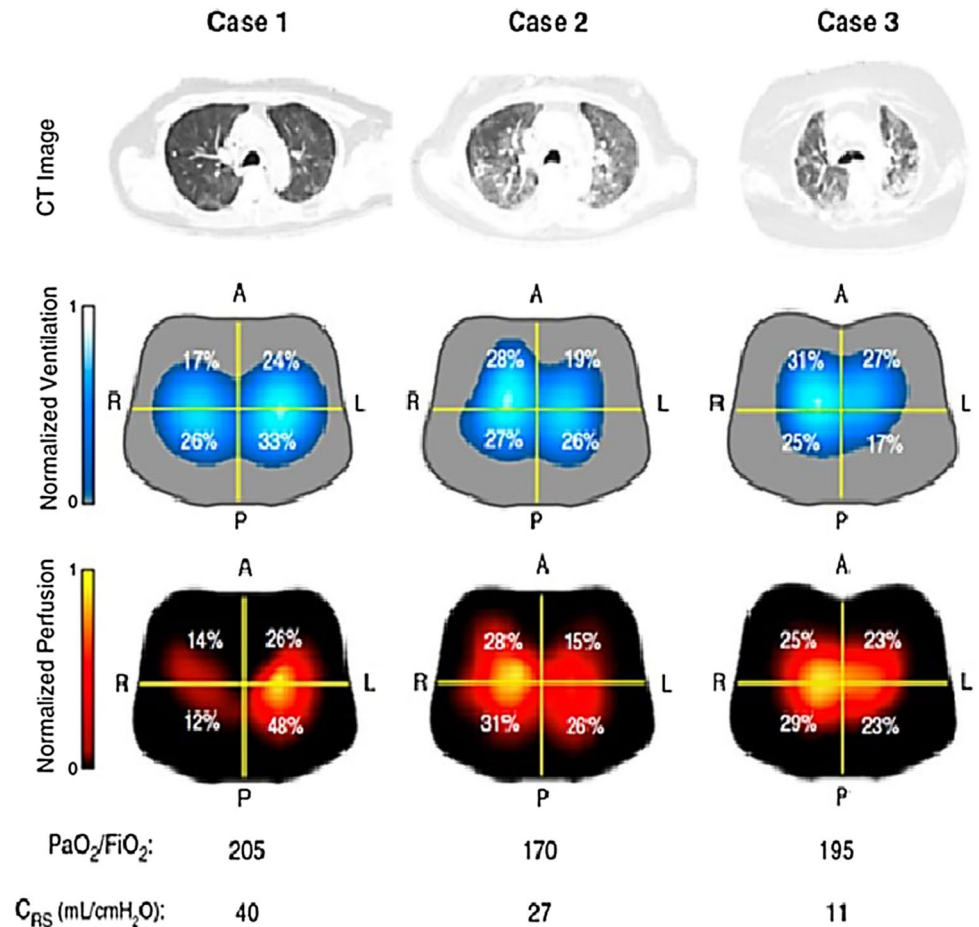 Case 1 Case 2 Case 3
CT Image
Normalized Ventilation
1
0
A A A
17% 24% 28% 19% 31% 27%
R L R L R L
26% 33% 27% 26% 25% 17%
P P P
Normalized Perfusion
1
0
A A A
14% 26% 28% 15% 25% 23%
R L R L R L
12% 48% 31% 26% 29% 23%
P P P
PaO₂/FiO₂: 205 170 195
C_RS (mL/cmH₂O): 40 27 11